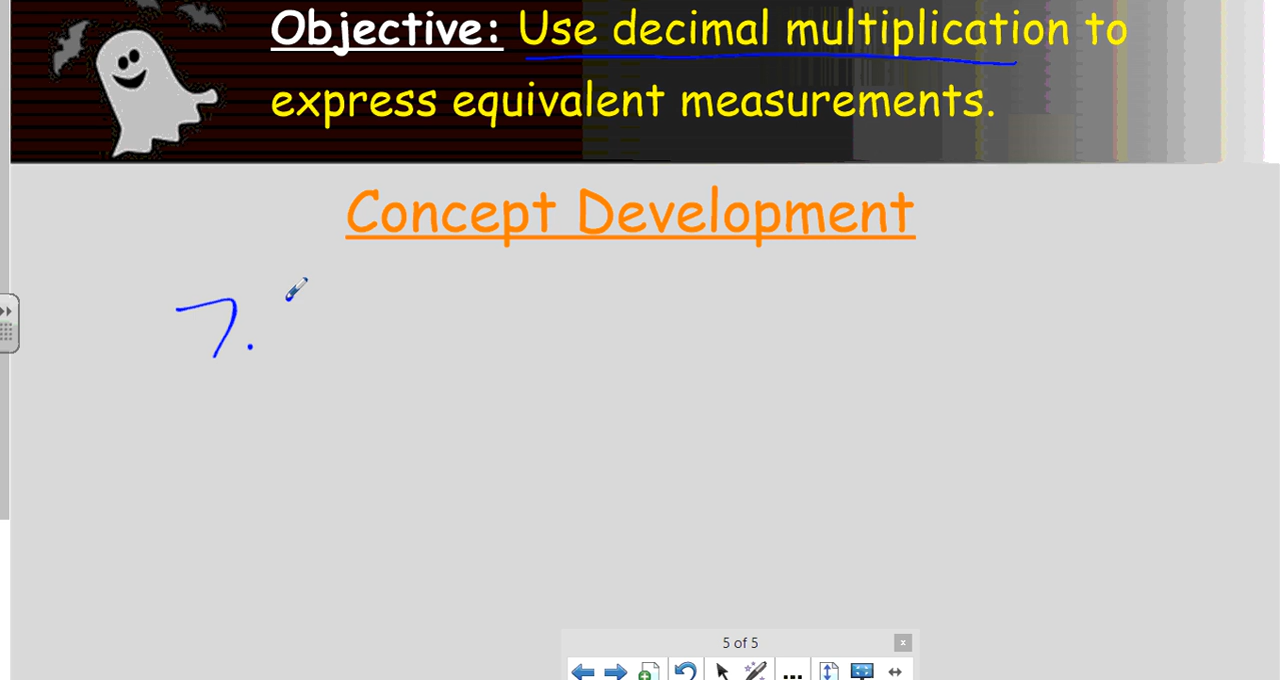 Objective: Use decimal multiplication to
express equivalent measurements.
Concept Development
7.
5 of 5